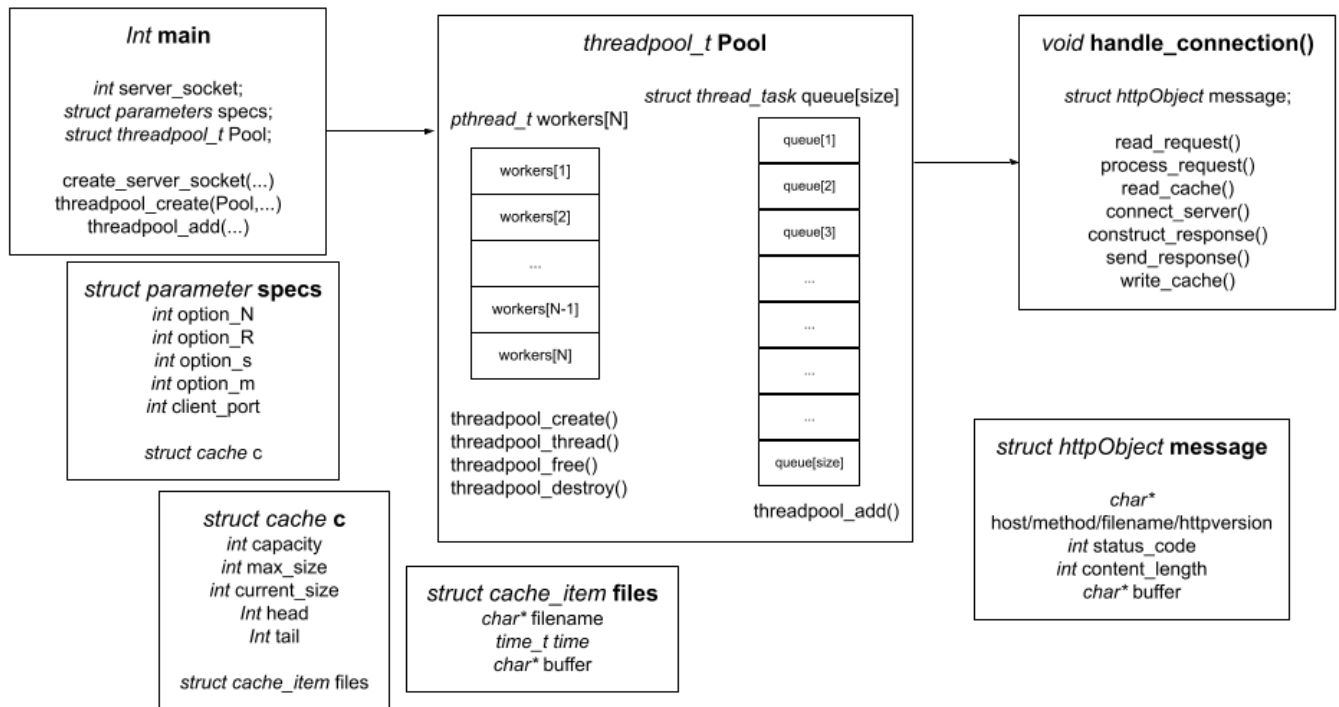 Int main
int server_socket;
struct parameters specs;
struct threadpool_t Pool;
create_server_socket(...)
threadpool_create(Pool,...)
threadpool_add(...)
struct parameter specs
int option_N
int option_R
int option_s
int option_m
int client_port
struct cache c
struct cache c
int capacity
int max_size
int current_size
Int head
Int tail
struct cache_item files
threadpool_t Pool
pthread_t workers[N]
workers[1]
workers[2]
...
workers[N-1]
workers[N]
threadpool_create()
threadpool_thread()
threadpool_free()
threadpool_destroy()
struct thread_task queue[size]
queue[1]
queue[2]
queue[3]
...
...
...
...
queue[size]
threadpool_add()
struct cache_item files
char* filename
time_t time
char* buffer
void handle_connection()
struct httpObject message;
read_request()
process_request()
read_cache()
connect_server()
construct_response()
send_response()
write_cache()
struct httpObject message
char*
host/method/filename/httpversion
int status_code
int content_length
char* buffer